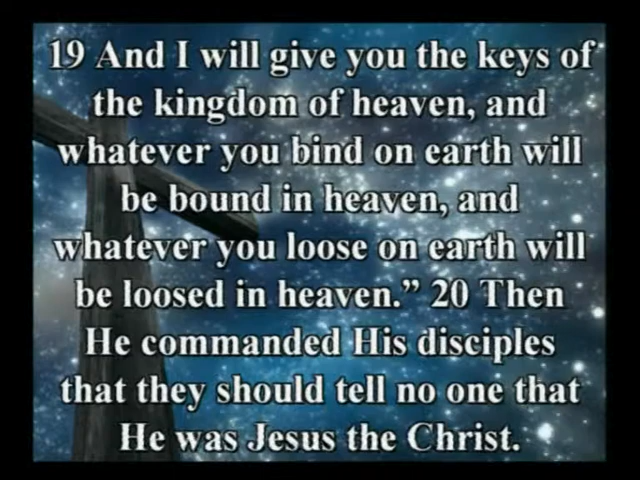 19 And I will give you the keys of
the kingdom of heaven, and
whatever you bind on earth will
be bound in heaven, and
whatever you loose on earth will
be loosed in heaven.” 20 Then
He commanded His disciples
that they should tell no one that
He was Jesus the Christ.